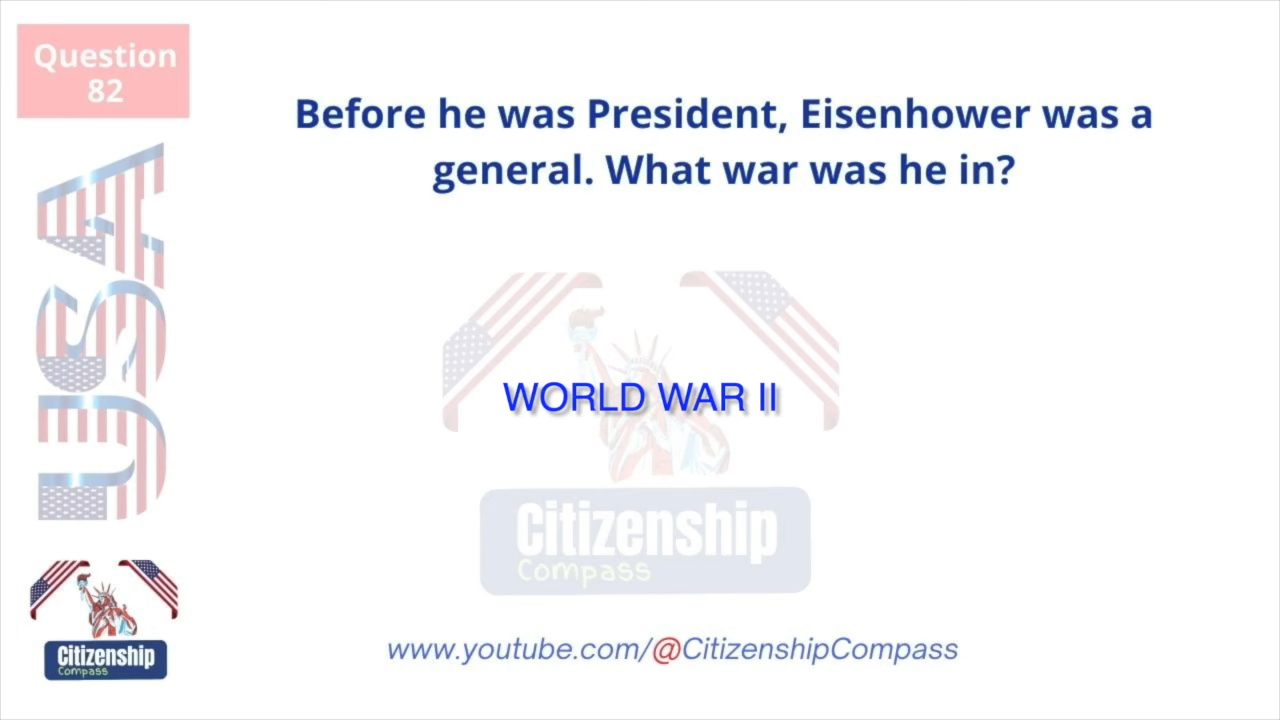 Question
82
Before he was President, Eisenhower was a
general. What war was he in?
USA
WORLD WAR II
Citizenship
Compass
Citizenship
Compass
www.youtube.com/@CitizenshipCompass